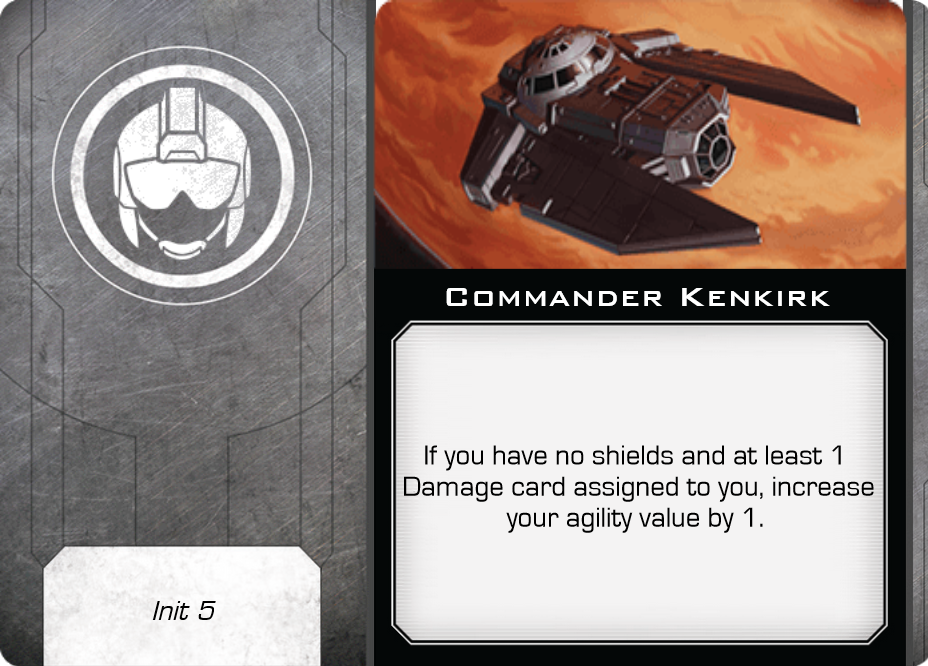 Commander Kenkirk
If you have no shields and at least 1
Damage card assigned to you, increase
your agility value by 1.
Init 5